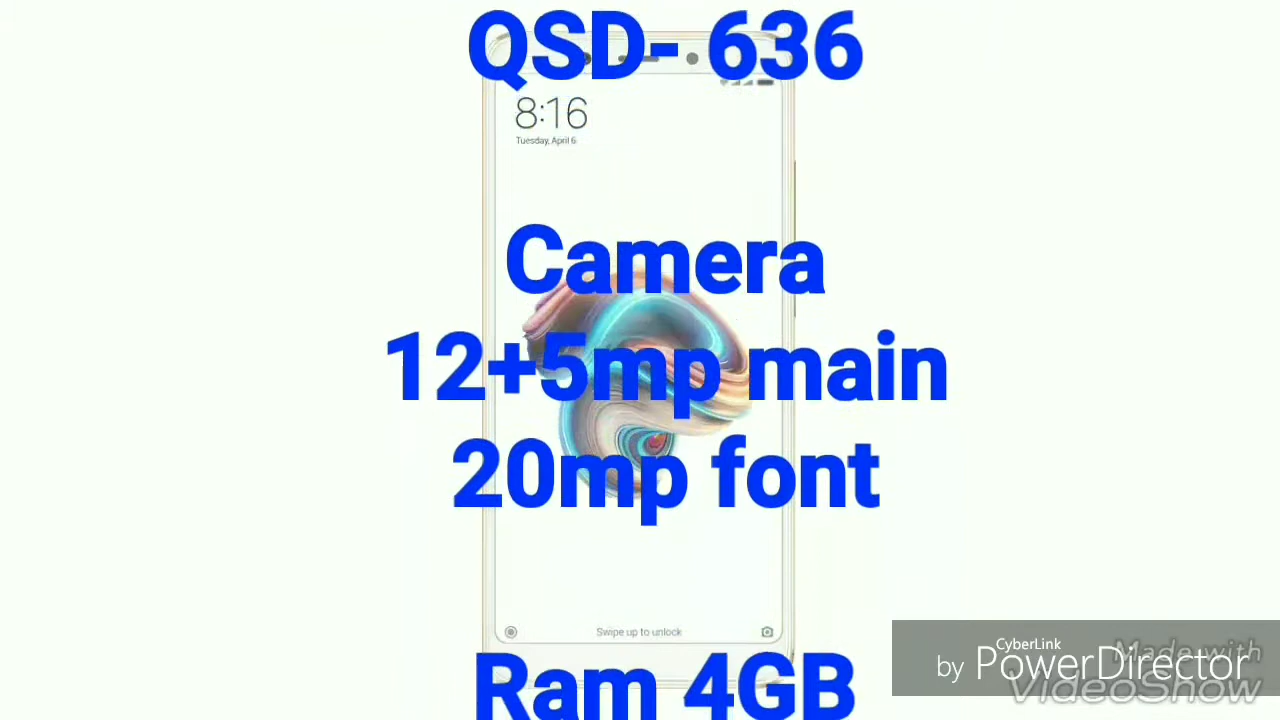 QSD- 636
8:16
Tuesday, April 6
Camera
12+5mp main
20mp font
Swipe up to unlock
Ram 4GB
CyberLink
by PowerDirector
Made with
VideoShow